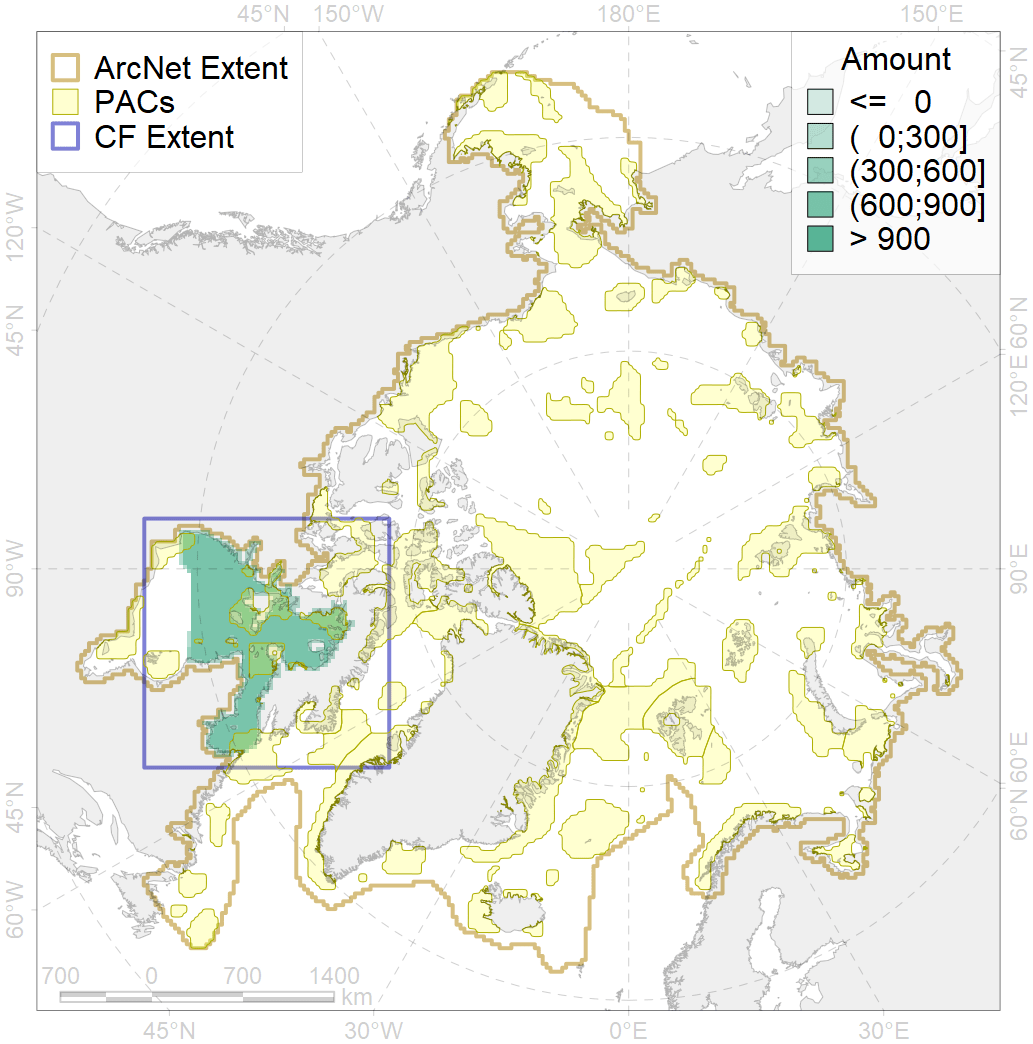 45°N 150°W 180°E 150°E
ArcNet Extent
PACs
CF Extent
Amount
<= 0
( 0;300]
(300;600]
(600;900]
> 900
45°N
120°W
45°N
60°N
120°E
90°W
90°E
45°N
60°E
60°N
60°W
700 0 700 1400
km
45°N 30°W 0°E 30°E